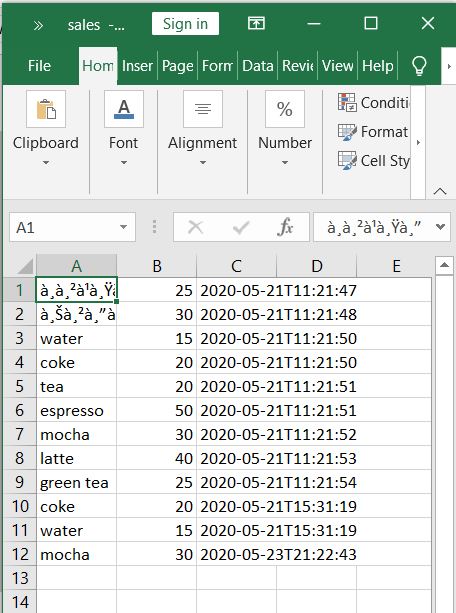 » sales -... Sign in
File Hom Inser Page Forr Data Revi View Help
Clipboard Font Alignment Number
A % Conditi
Format
Cell Sty
A1 fx à¸à¸²à¹à¸Ÿà¸”
A B C D E
1 à¸à¸²à¹à¸Ÿà 25 2020-05-21T11:21:47
2 à¸Šà¸²à¸”à 30 2020-05-21T11:21:48
3 water 15 2020-05-21T11:21:50
4 coke 20 2020-05-21T11:21:50
5 tea 20 2020-05-21T11:21:51
6 espresso 50 2020-05-21T11:21:51
7 mocha 30 2020-05-21T11:21:52
8 latte 40 2020-05-21T11:21:53
9 green tea 25 2020-05-21T11:21:54
10 coke 20 2020-05-21T15:31:19
11 water 15 2020-05-21T15:31:19
12 mocha 30 2020-05-23T21:22:43
13
14